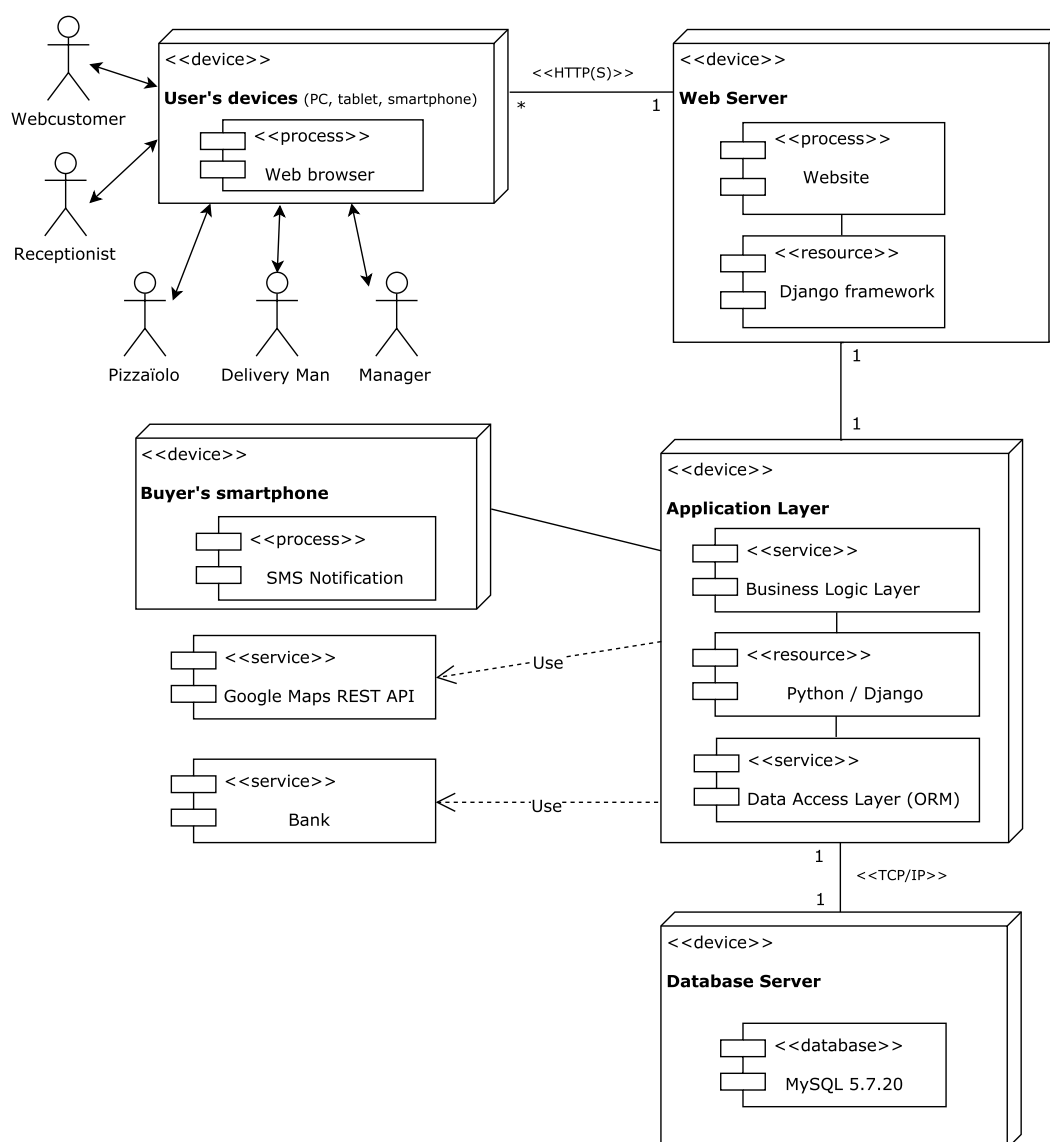 <<device>>
User's devices (PC, tablet, smartphone)
<<process>>
Web browser
Webcustomer
Receptionist
Pizzaïolo
Delivery Man
Manager
<<HTTP(S)>>
*
1
<<device>>
Web Server
<<process>>
Website
<<resource>>
Django framework
1
1
<<device>>
Buyer's smartphone
<<process>>
SMS Notification
<<service>>
Google Maps REST API
Use
<<service>>
Bank
Use
<<device>>
Application Layer
<<service>>
Business Logic Layer
<<resource>>
Python / Django
<<service>>
Data Access Layer (ORM)
1
<<TCP/IP>>
1
<<device>>
Database Server
<<database>>
MySQL 5.7.20